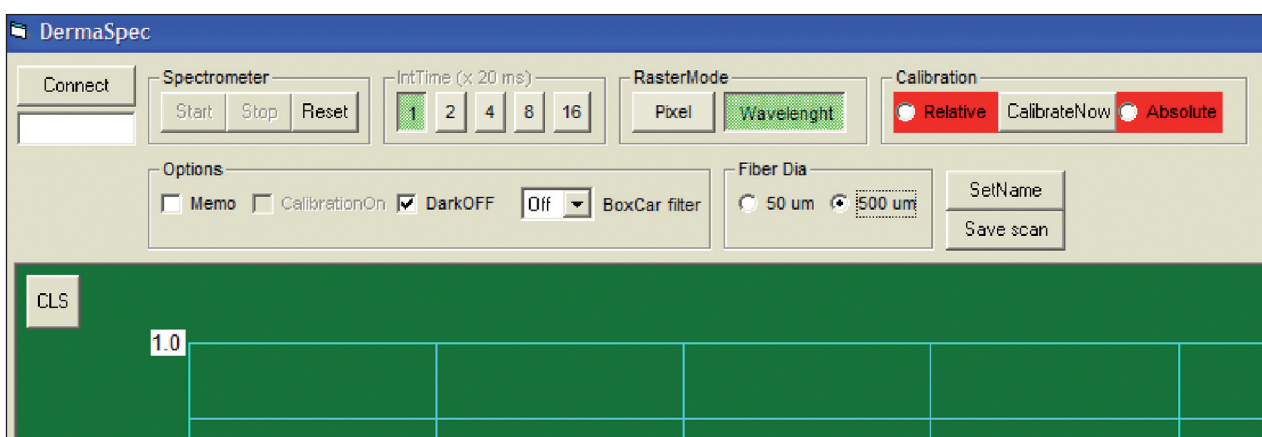 DermaSpec
Connect
Spectrometer
Start Stop Reset
IntTime (x 20 ms)
1 2 4 8 16
RasterMode
Pixel Wavelenght
Calibration
Relative CalibrateNow Absolute
Options
Memo CalibrationOn DarkOFF Off BoxCar filter
Fiber Dia
50 um 500 um
SetName
Save scan
CLS
1.0